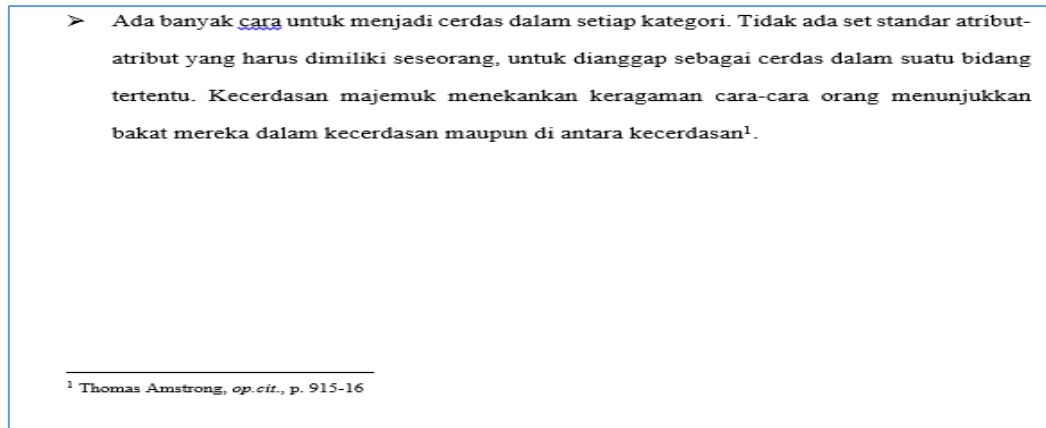 ➢ Ada banyak cara untuk menjadi cerdas dalam setiap kategori. Tidak ada set standar atribut-
atribut yang harus dimiliki seseorang, untuk dianggap sebagai cerdas dalam suatu bidang
tertentu. Kecerdasan majemuk menekankan keragaman cara-cara orang menunjukkan
bakat mereka dalam kecerdasan maupun di antara kecerdasan¹.
¹ Thomas Amstrong, op.cit., p. 915-16